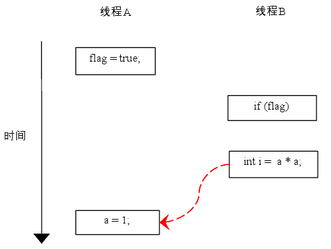 线程A
线程B
flag = true;
if (flag)
时间
int i = a * a;
a = 1;